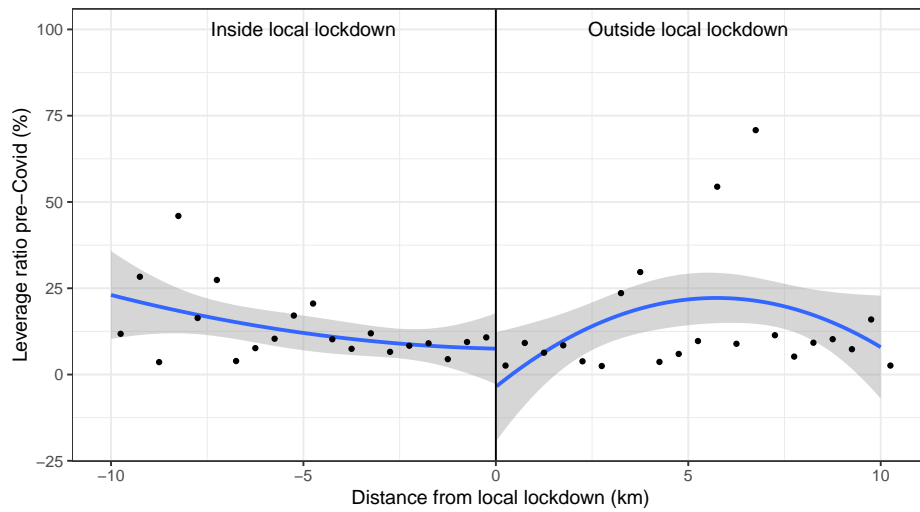 Inside local lockdown
Outside local lockdown
100
75
50
25
0
−25
−10
−5
0
5
10
Leverage ratio pre−Covid (%)
Distance from local lockdown (km)